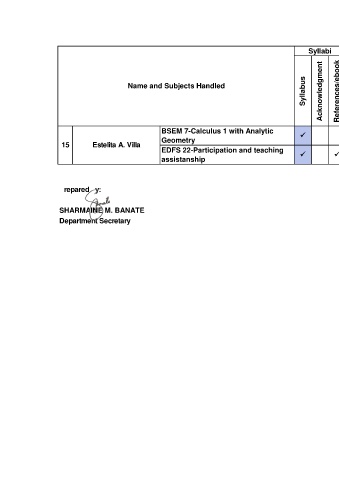 Syllabi
Name and Subjects Handled
Syllabus
Acknowledgment
References/ebook
15
Estelita A. Villa
BSEM 7-Calculus 1 with Analytic
Geometry
✓
EDFS 22-Participation and teaching
assistanship
✓
✓
repared y:
SHARMAINE M. BANATE
Department Secretary